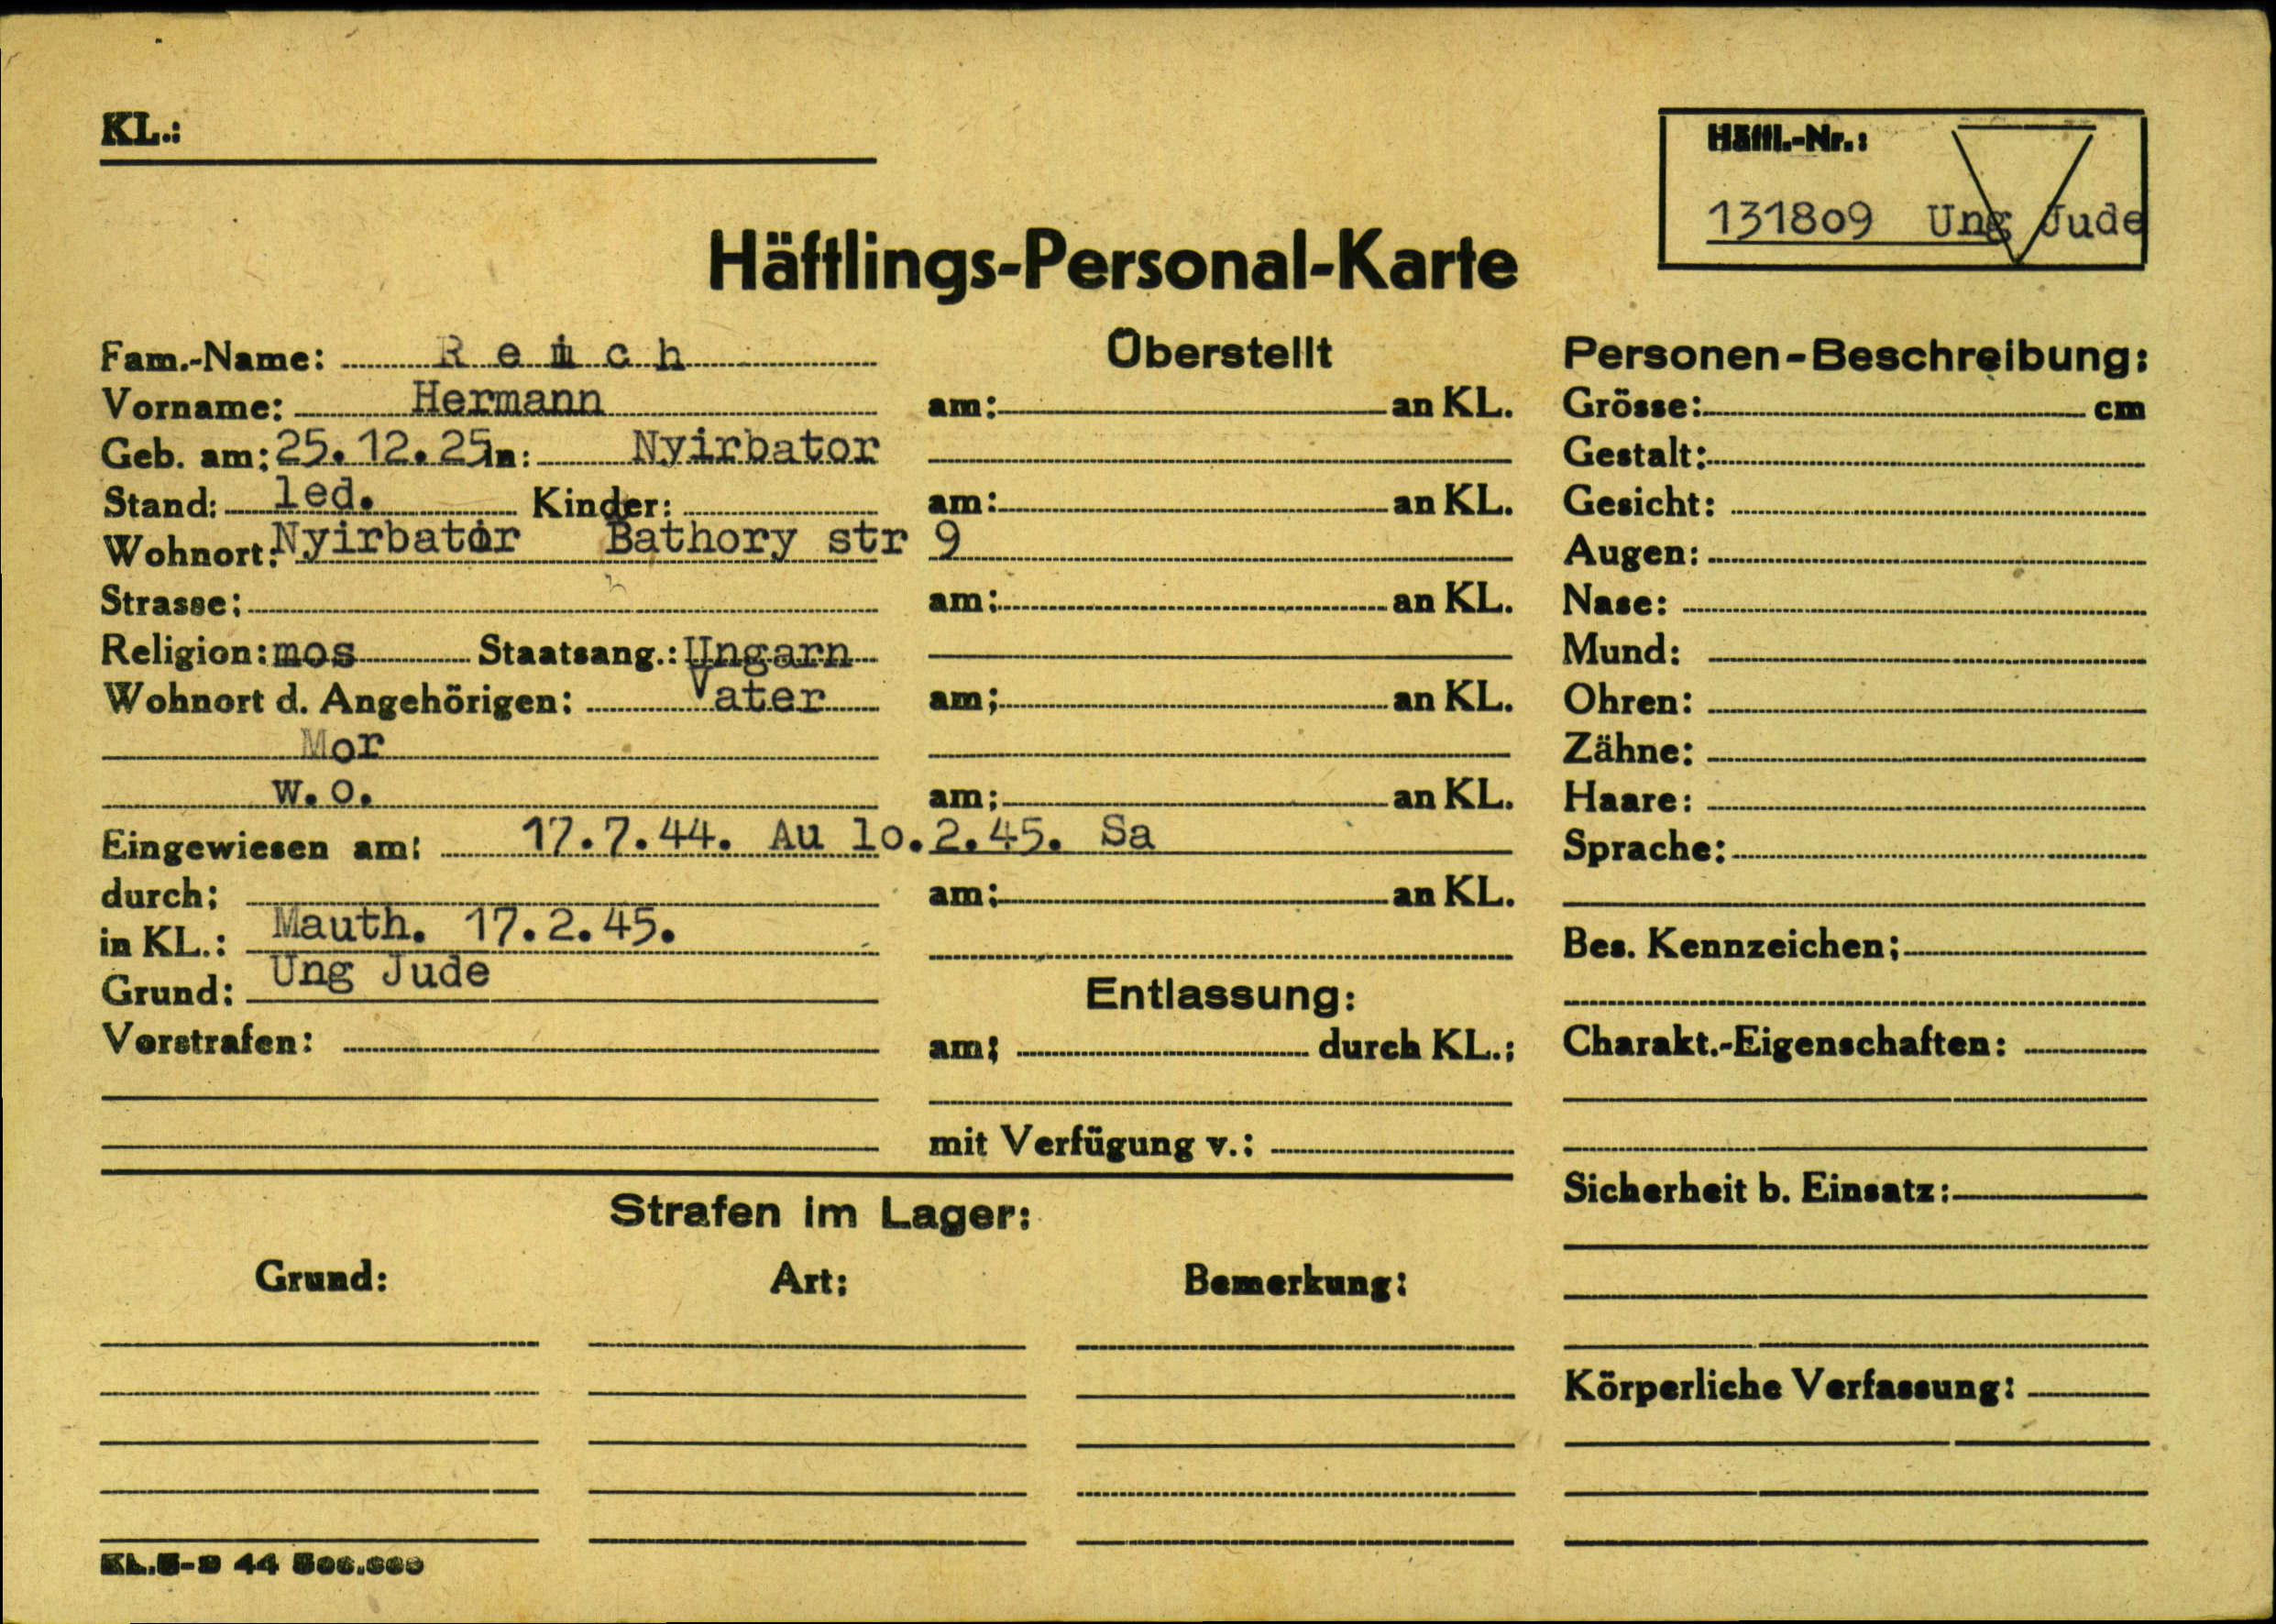 KL.:
Häftl.-Nr.:
131809 Ung Jude
Häftlings-Personal-Karte
Fam.-Name: Reich
Vorname: Hermann
Geb. am: 25.12.25 in: Nyirbator
Stand: led. Kinder:
Wohnort: Nyirbator Bathory str 9
Strasse:
Religion: mos Staatsang.: Ungarn
Wohnort d. Angehörigen: Vater
Mor
w.o.
Eingewiesen am: 17.7.44. Au 10.2.45. Sa
durch:
in KL.: Mauth. 17.2.45.
Grund: Ung Jude
Vorstrafen:
Überstellt
am: an KL.
am: an KL.
am: an KL.
am: an KL.
am: an KL.
am: an KL.
Entlassung:
am: durch KL.:
mit Verfügung v.:
Personen-Beschreibung:
Grösse: cm
Gestalt:
Gesicht:
Augen:
Nase:
Mund:
Ohren:
Zähne:
Haare:
Sprache:
Bes. Kennzeichen:
Charakt.-Eigenschaften:
Sicherheit b. Einsatz:
Körperliche Verfassung:
Strafen im Lager:
Grund: Art: Bemerkung:
44